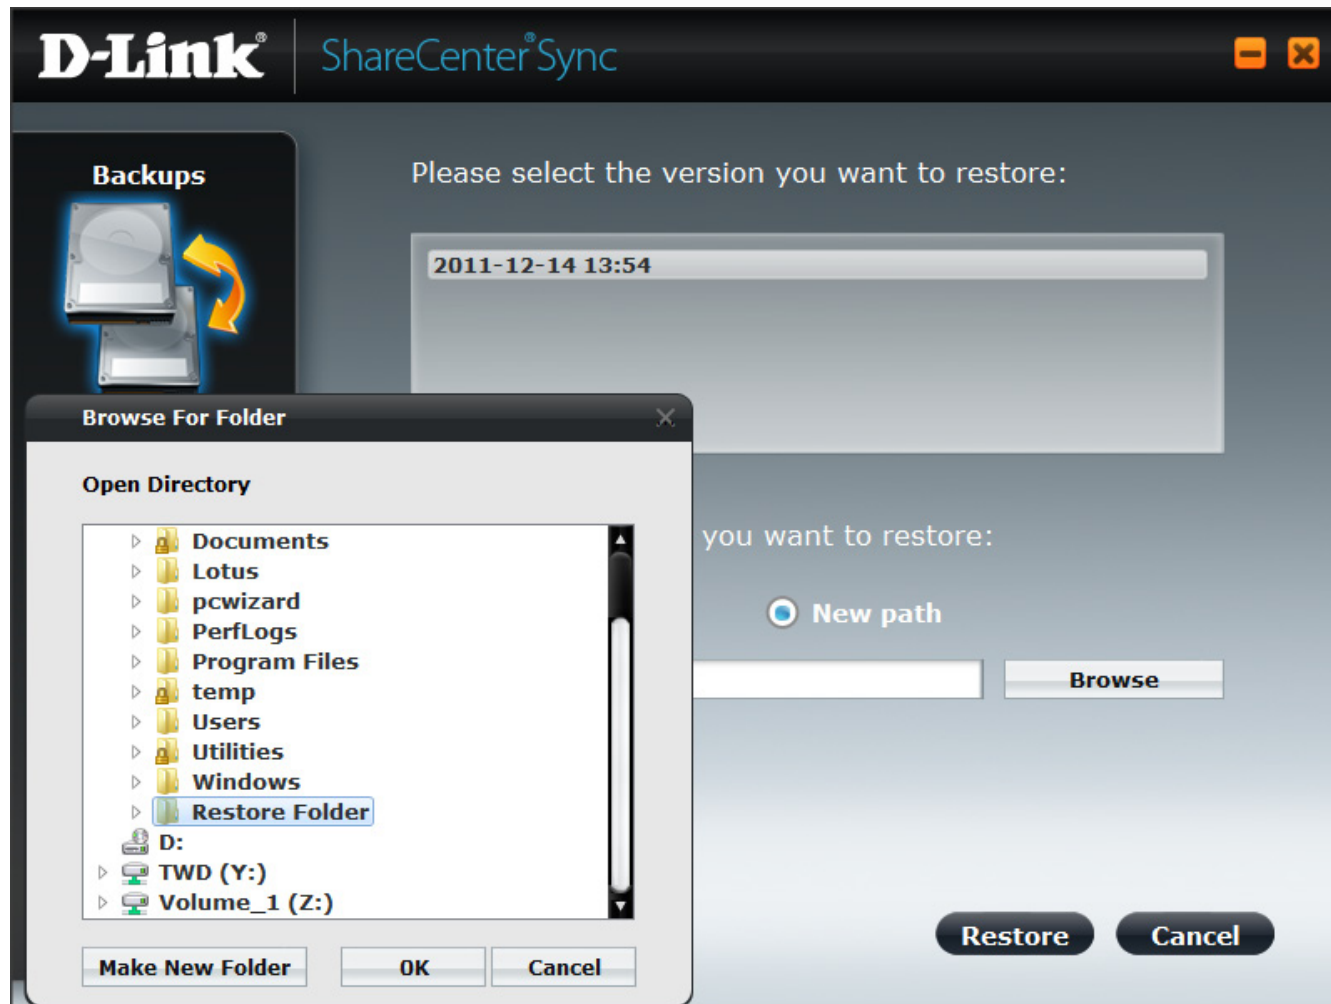 D-Link®
ShareCenter®Sync
Backups
Please select the version you want to restore:
2011-12-14 13:54
Browse For Folder
Open Directory
Documents
Lotus
pcwizard
PerfLogs
Program Files
temp
Users
Utilities
Windows
Restore Folder
D:
TWD (Y:)
Volume_1 (Z:)
Make New Folder
OK
Cancel
you want to restore:
New path
Browse
Restore
Cancel